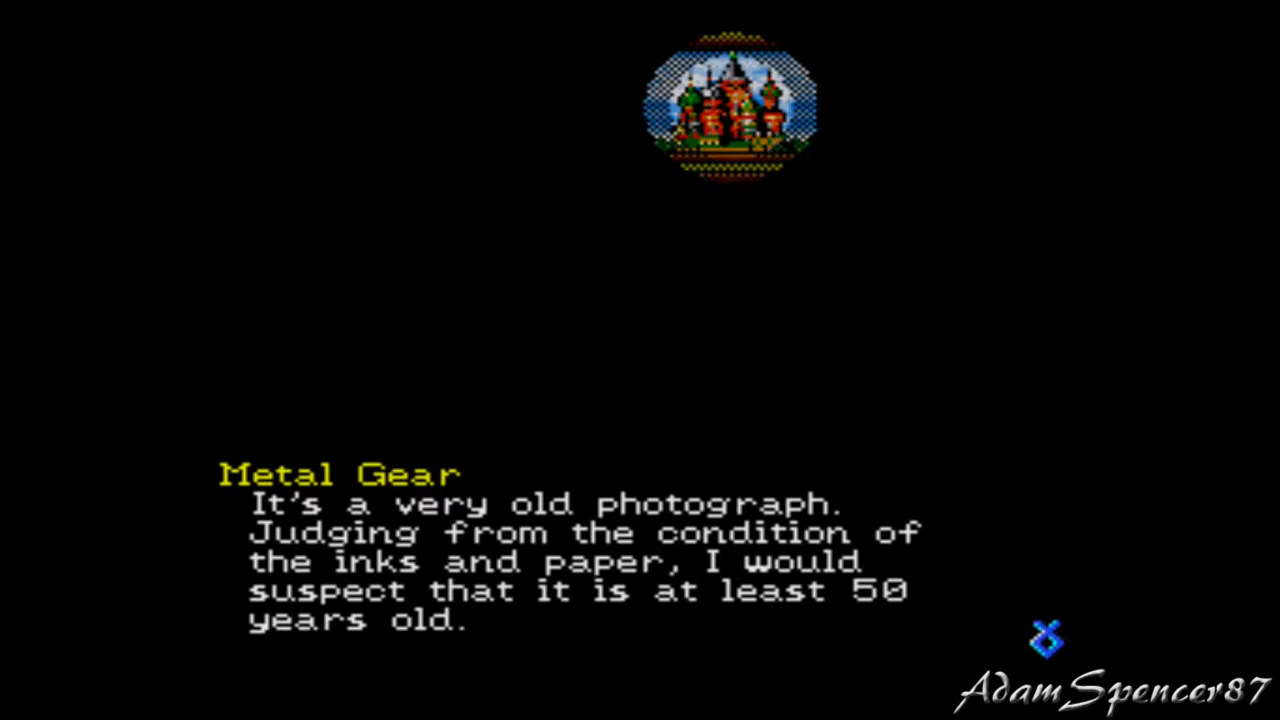 Metal Gear
It's a very old photograph.
Judging from the condition of
the inks and paper, I would
suspect that it is at least 50
years old.
AdamSpencer87